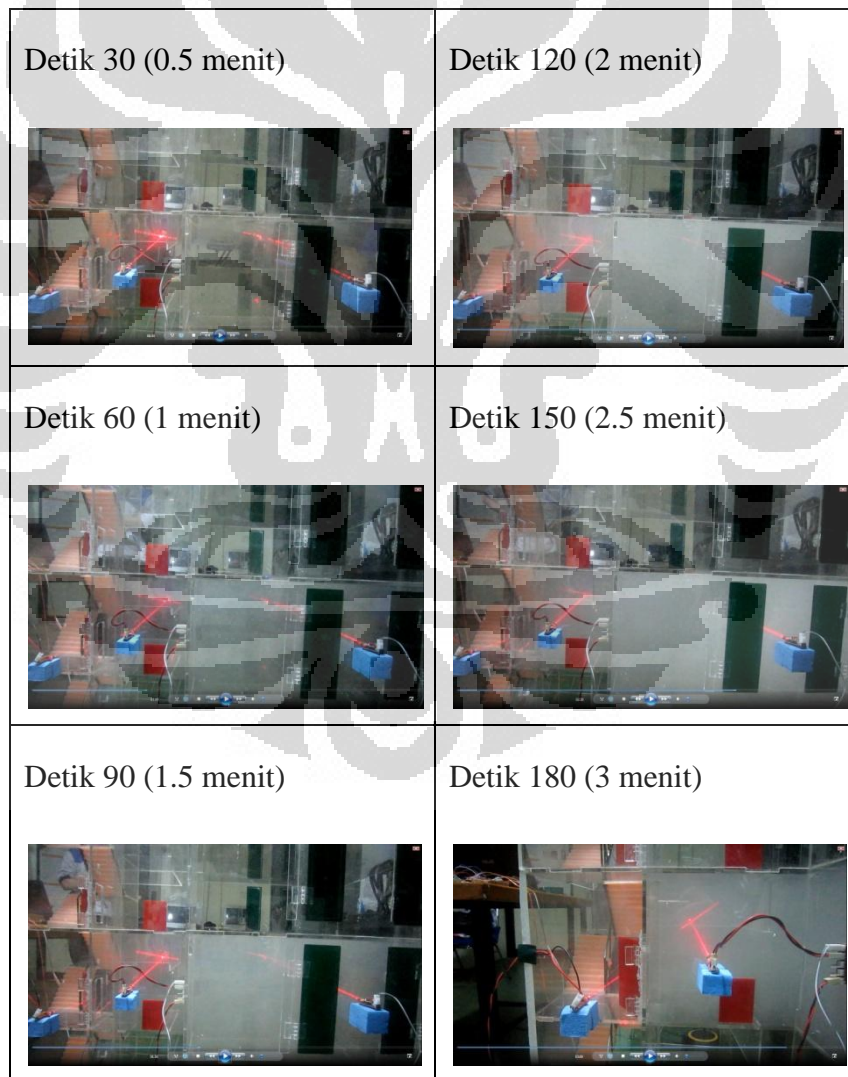 Detik 30 (0.5 menit)
Detik 120 (2 menit)
Detik 60 (1 menit)
Detik 150 (2.5 menit)
Detik 90 (1.5 menit)
Detik 180 (3 menit)